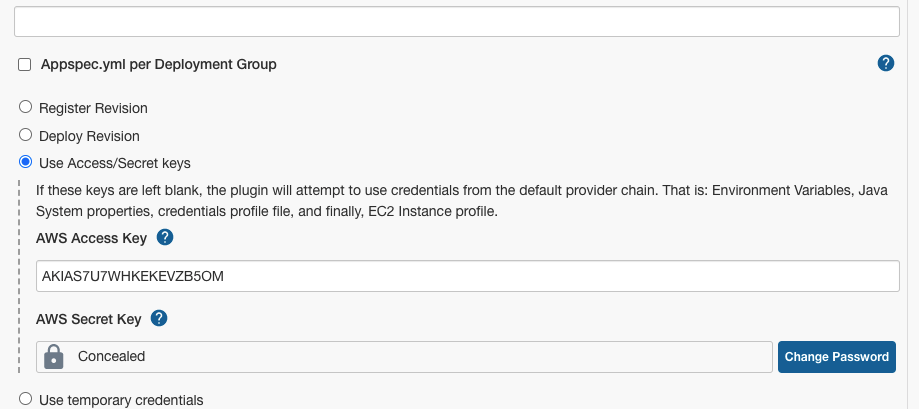 Appspec.yml per Deployment Group
?
Register Revision
Deploy Revision
Use Access/Secret keys
If these keys are left blank, the plugin will attempt to use credentials from the default provider chain. That is: Environment Variables, Java
System properties, credentials profile file, and finally, EC2 Instance profile.
AWS Access Key ?
AKIAS7U7WHKEKEVZB5OM
AWS Secret Key ?
Concealed Change Password
Use temporary credentials